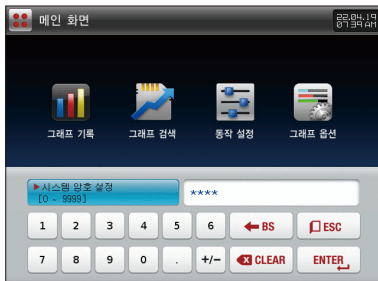 메인 화면
22.04.19
07:39 AM
그래프 기록
그래프 검색
동작 설정
그래프 옵션
▶시스템 암호 설정
[0 ~ 9999]
****
1 2 3 4 5 6 ← BS ESC
7 8 9 0 . +/- CLEAR ENTER